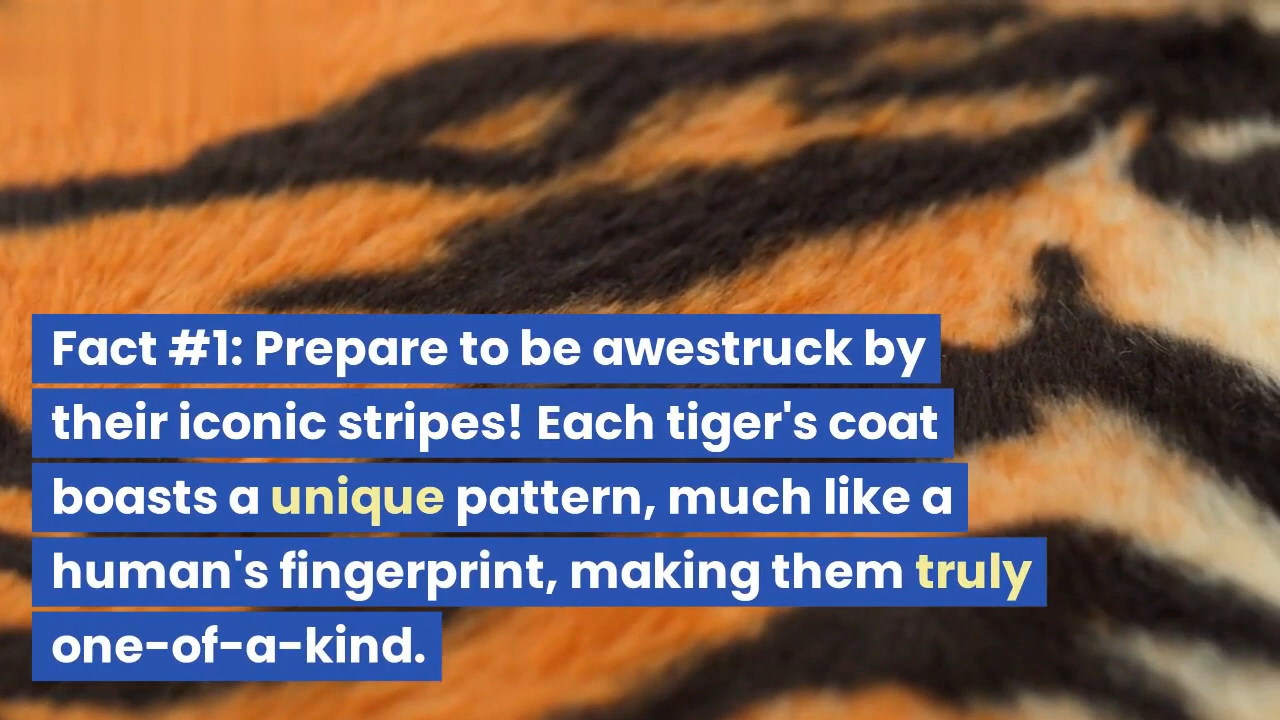 Fact #1: Prepare to be awestruck by
their iconic stripes! Each tiger's coat
boasts a unique pattern, much like a
human's fingerprint, making them truly
one-of-a-kind.